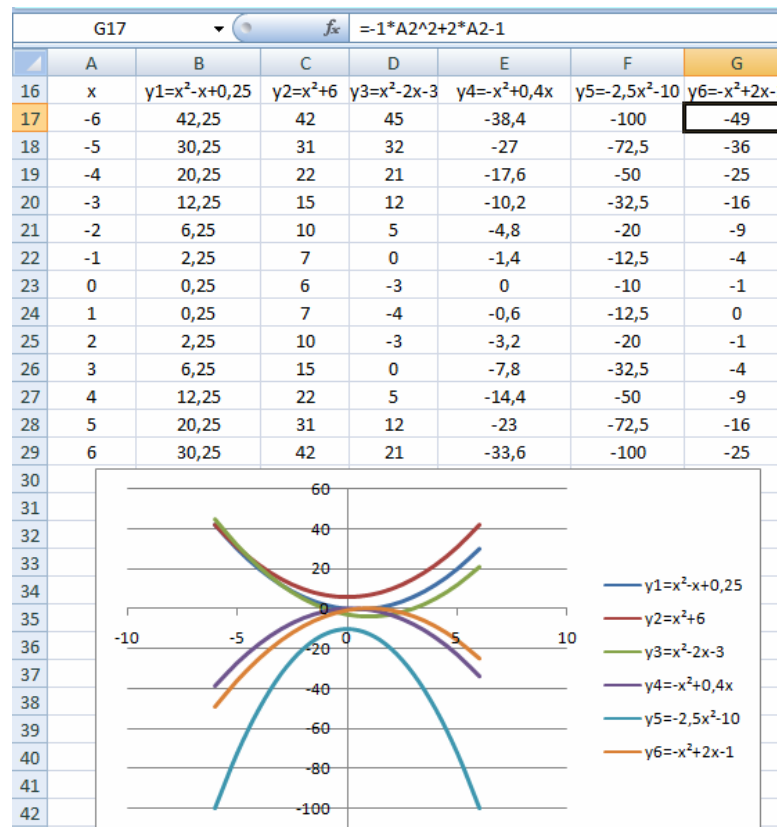 G17 fx =-1*A2^2+2*A2-1
A B C D E F G
16 x y1=x²-x+0,25 y2=x²+6 y3=x²-2x-3 y4=-x²+0,4x y5=-2,5x²-10 y6=-x²+2x-
17 -6 42,25 42 45 -38,4 -100 -49
18 -5 30,25 31 32 -27 -72,5 -36
19 -4 20,25 22 21 -17,6 -50 -25
20 -3 12,25 15 12 -10,2 -32,5 -16
21 -2 6,25 10 5 -4,8 -20 -9
22 -1 2,25 7 0 -1,4 -12,5 -4
23 0 0,25 6 -3 0 -10 -1
24 1 0,25 7 -4 -0,6 -12,5 0
25 2 2,25 10 -3 -3,2 -20 -1
26 3 6,25 15 0 -7,8 -32,5 -4
27 4 12,25 22 5 -14,4 -50 -9
28 5 20,25 31 12 -23 -72,5 -16
29 6 30,25 42 21 -33,6 -100 -25
30
31
32
33
34
35
36
37
38
39
40
41
42
60
40
20
0
-10 -5 0 5 10
-20
-40
-60
-80
-100
y1=x²-x+0,25
y2=x²+6
y3=x²-2x-3
y4=-x²+0,4x
y5=-2,5x²-10
y6=-x²+2x-1